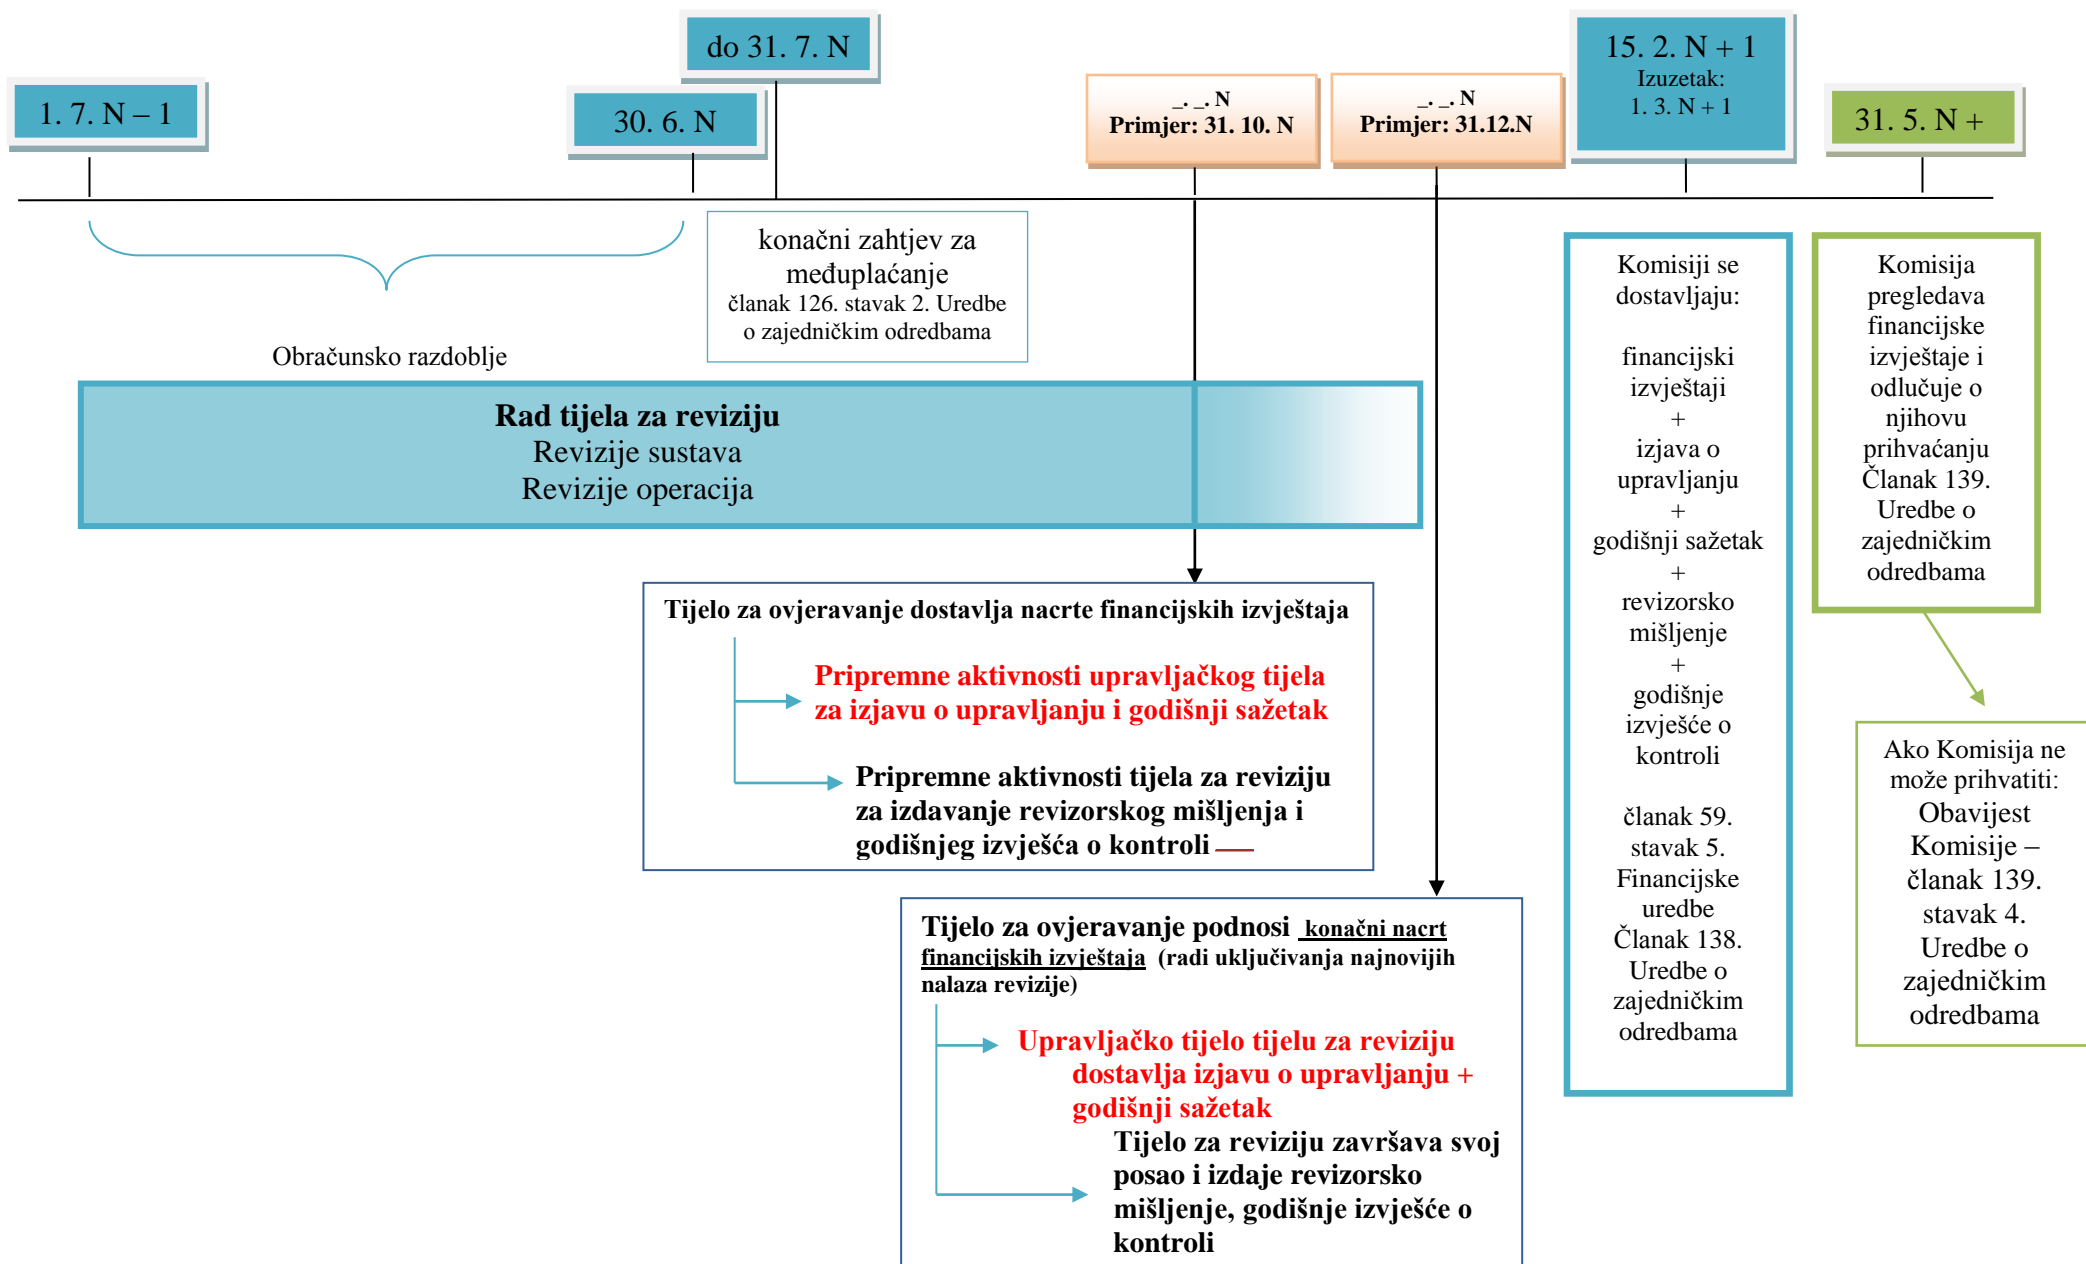 do 31. 7. N
15. 2. N + 1
Izuzetak:
1. 3. N + 1
1. 7. N – 1
30. 6. N
_. _. N
Primjer: 31. 10. N
_. _. N
Primjer: 31.12.N
31. 5. N +
konačni zahtjev za
međuplaćanje
članak 126. stavak 2. Uredbe
o zajedničkim odredbama
Obračunsko razdoblje
Rad tijela za reviziju
Revizije sustava
Revizije operacija
Tijelo za ovjeravanje dostavlja nacrte financijskih izvještaja
Pripremne aktivnosti upravljačkog tijela
za izjavu o upravljanju i godišnji sažetak
Pripremne aktivnosti tijela za reviziju
za izdavanje revizorskog mišljenja i
godišnjeg izvješća o kontroli
Tijelo za ovjeravanje podnosi konačni nacrt
financijskih izvještaja (radi uključivanja najnovijih
nalaza revizije)
Upravljačko tijelo tijelu za reviziju
dostavlja izjavu o upravljanju +
godišnji sažetak
Tijelo za reviziju završava svoj
posao i izdaje revizorsko
mišljenje, godišnje izvješće o
kontroli
Komisiji se
dostavljaju:
financijski
izvještaji
+
izjava o
upravljanju
+
godišnji sažetak
+
revizorsko
mišljenje
+
godišnje
izvješće o
kontroli
članak 59.
stavak 5.
Financijske
uredbe
Članak 138.
Uredbe o
zajedničkim
odredbama
Komisija
pregledava
financijske
izvještaje i
odlučuje o
njihovu
prihvaćanju
Članak 139.
Uredbe o
zajedničkim
odredbama
Ako Komisija ne
može prihvatiti:
Obavijest
Komisije –
članak 139.
stavak 4.
Uredbe o
zajedničkim
odredbama